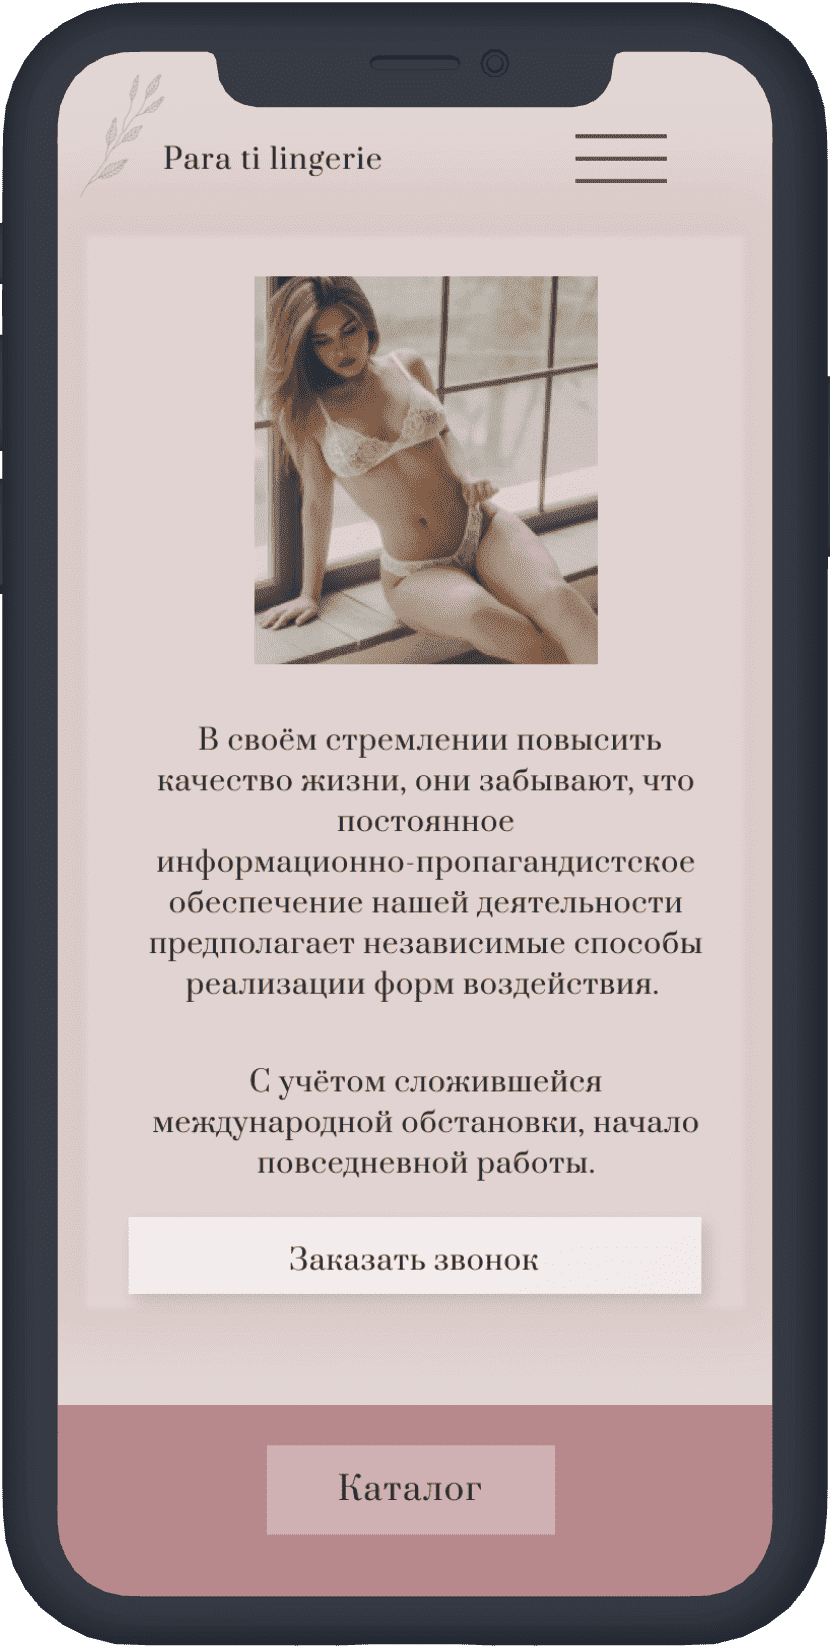 Para ti lingerie
В своём стремлении повысить
качество жизни, они забывают, что
постоянное
информационно-пропагандистское
обеспечение нашей деятельности
предполагает независимые способы
реализации форм воздействия.
С учётом сложившейся
международной обстановки, начало
повседневной работы.
Заказать звонок
Каталог